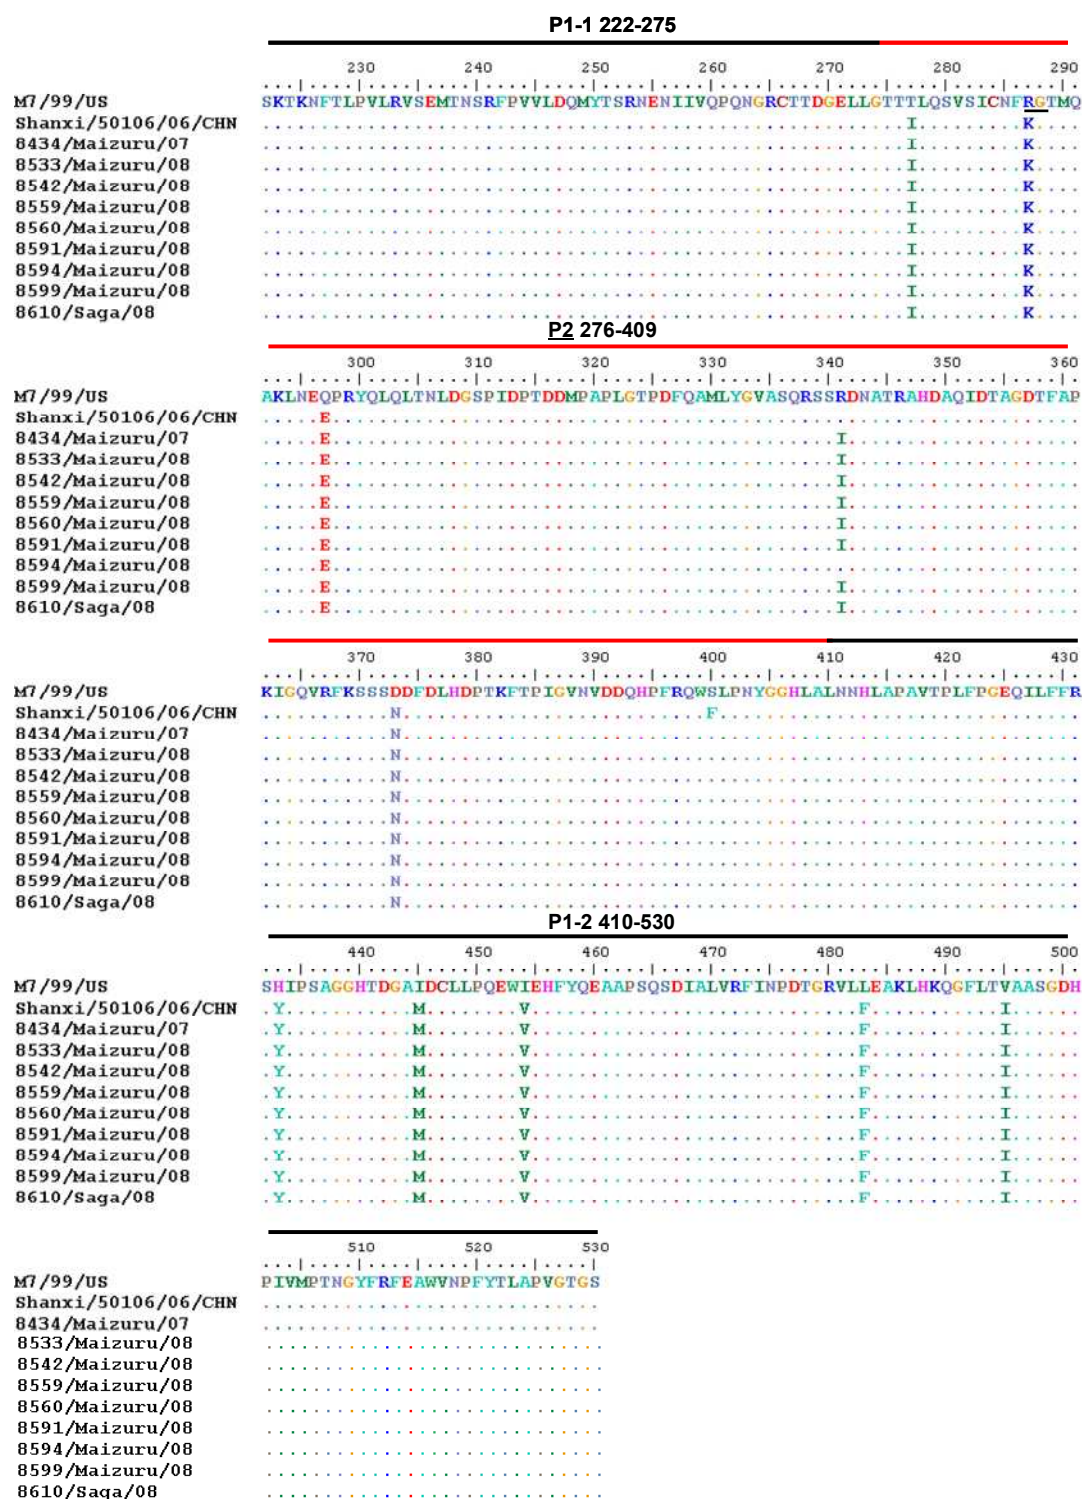 P1-1 222-275
230 240 250 260 270 280 290
M7/99/US SKTKNFTLPVLRVSEMTNSRFPVVLDQMYTSRNENIIVQPQNGRCTTDGELLGTTTLQSVSICNFRGTMQ
Shanxi/50106/06/CHN .......................................................I.........K....
8434/Maizuru/07 .......................................................I.........K....
8533/Maizuru/08 .......................................................I.........K....
8542/Maizuru/08 .......................................................I.........K....
8559/Maizuru/08 .......................................................I.........K....
8560/Maizuru/08 .......................................................I.........K....
8591/Maizuru/08 .......................................................I.........K....
8594/Maizuru/08 .......................................................I.........K....
8599/Maizuru/08 .......................................................I.........K....
8610/Saga/08 .......................................................I.........K....
P2 276-409
300 310 320 330 340 350 360
M7/99/US AKLNEQPRYQLQLTNLDGSPIDPTDDMPAPLGTPDFQAMLYGVASQRSSRDNATRAHDAQIDTAGDTFAP
Shanxi/50106/06/CHN .....E................................................................
8434/Maizuru/07 .....E...........................................I....................
8533/Maizuru/08 .....E...........................................I....................
8542/Maizuru/08 .....E...........................................I....................
8559/Maizuru/08 .....E...........................................I....................
8560/Maizuru/08 .....E...........................................I....................
8591/Maizuru/08 .....E...........................................I....................
8594/Maizuru/08 .....E................................................................
8599/Maizuru/08 .....E...........................................I....................
8610/Saga/08 .....E...........................................I....................
370 380 390 400 410 420 430
M7/99/US KIGQVRFKSSSDDFDLHDPTKFTPIGVNVDDQHPFRQWSLPNYGGHLALNNHLAPAVTPLFPGEQILFFR
Shanxi/50106/06/CHN ...........N..........................F...............................
8434/Maizuru/07 ...........N..........................................................
8533/Maizuru/08 ...........N..........................................................
8542/Maizuru/08 ...........N..........................................................
8559/Maizuru/08 ...........N..........................................................
8560/Maizuru/08 ...........N..........................................................
8591/Maizuru/08 ...........N..........................................................
8594/Maizuru/08 ...........N..........................................................
8599/Maizuru/08 ...........N..........................................................
8610/Saga/08 ...........N..........................................................
P1-2 410-530
440 450 460 470 480 490 500
M7/99/US SHIPSAGGHTDGAIDCLLPQEWIEHFYQEAAPSQSDIALVRFINPDTGRVLLEAKLHKQGFLTVAASGDH
Shanxi/50106/06/CHN .Y...........M........V............................F...........I......
8434/Maizuru/07 .Y...........M........V............................F...........I......
8533/Maizuru/08 .Y...........M........V............................F...........I......
8542/Maizuru/08 .Y...........M........V............................F...........I......
8559/Maizuru/08 .Y...........M........V............................F...........I......
8560/Maizuru/08 .Y...........M........V............................F...........I......
8591/Maizuru/08 .Y...........M........V............................F...........I......
8594/Maizuru/08 .Y...........M........V............................F...........I......
8599/Maizuru/08 .Y...........M........V............................F...........I......
8610/Saga/08 .Y...........M........V............................F...........I......
510 520 530
M7/99/US PIVMPTNGYFRFEAWVNPFYTLAPVGTGS
Shanxi/50106/06/CHN .............................
8434/Maizuru/07 .............................
8533/Maizuru/08 .............................
8542/Maizuru/08 .............................
8559/Maizuru/08 .............................
8560/Maizuru/08 .............................
8591/Maizuru/08 .............................
8594/Maizuru/08 .............................
8599/Maizuru/08 .............................
8610/Saga/08 .............................